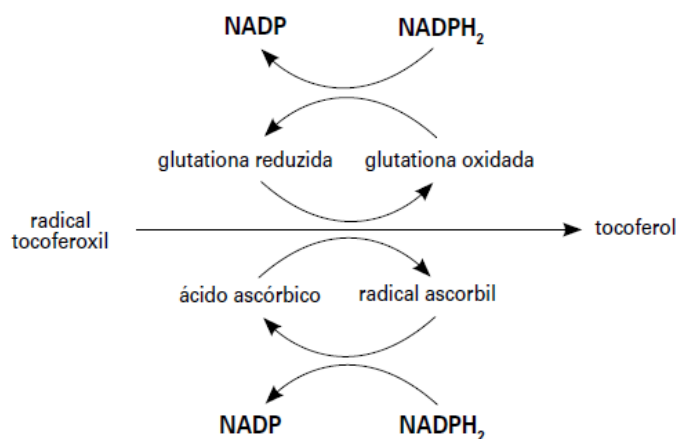 NADP NADPH₂
glutationa reduzida glutationa oxidada
radical
tocoferoxil
tocoferol
ácido ascórbico radical ascorbil
NADP NADPH₂